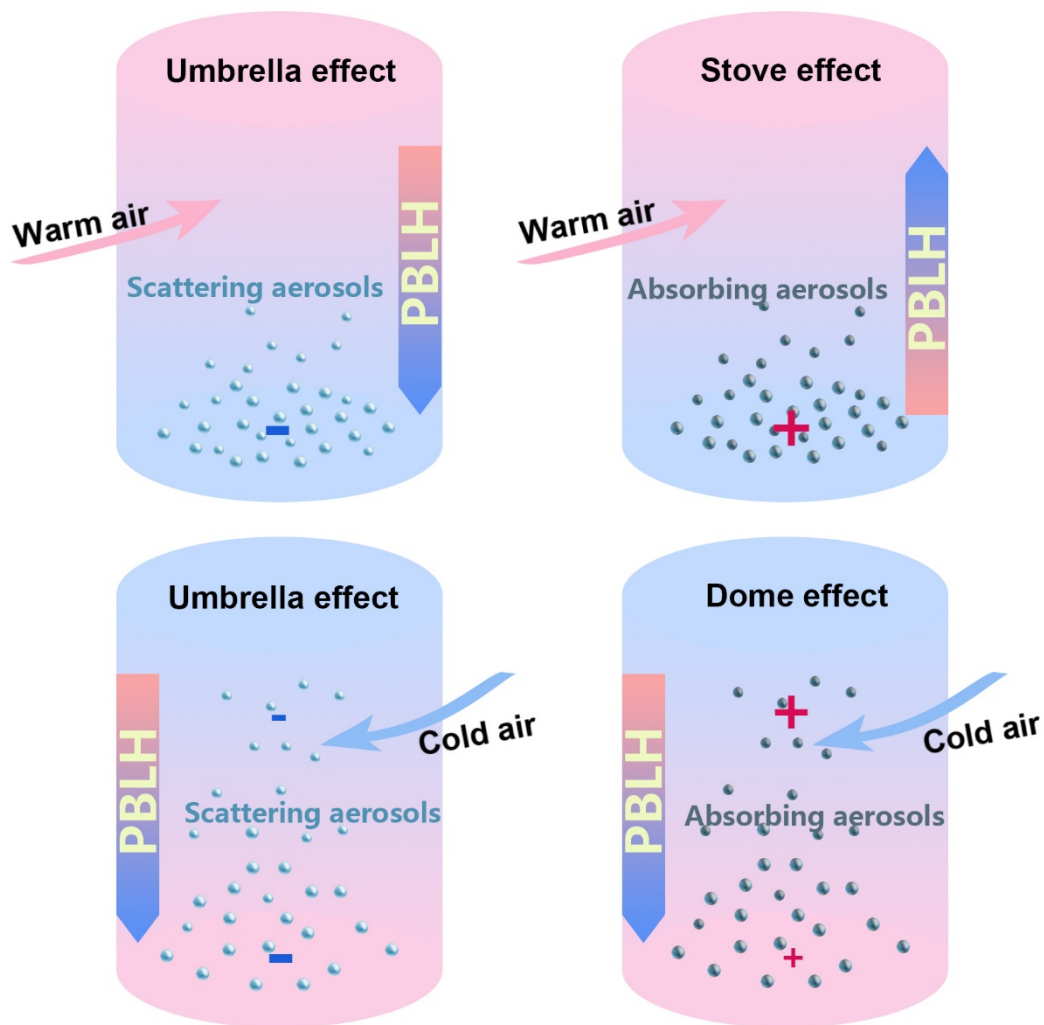 Umbrella effect
Warm air
Scattering aerosols
PBLH
-
Stove effect
Warm air
Absorbing aerosols
PBLH
+
Umbrella effect
-
Cold air
PBLH
Scattering aerosols
-
Dome effect
+
Cold air
PBLH
Absorbing aerosols
+